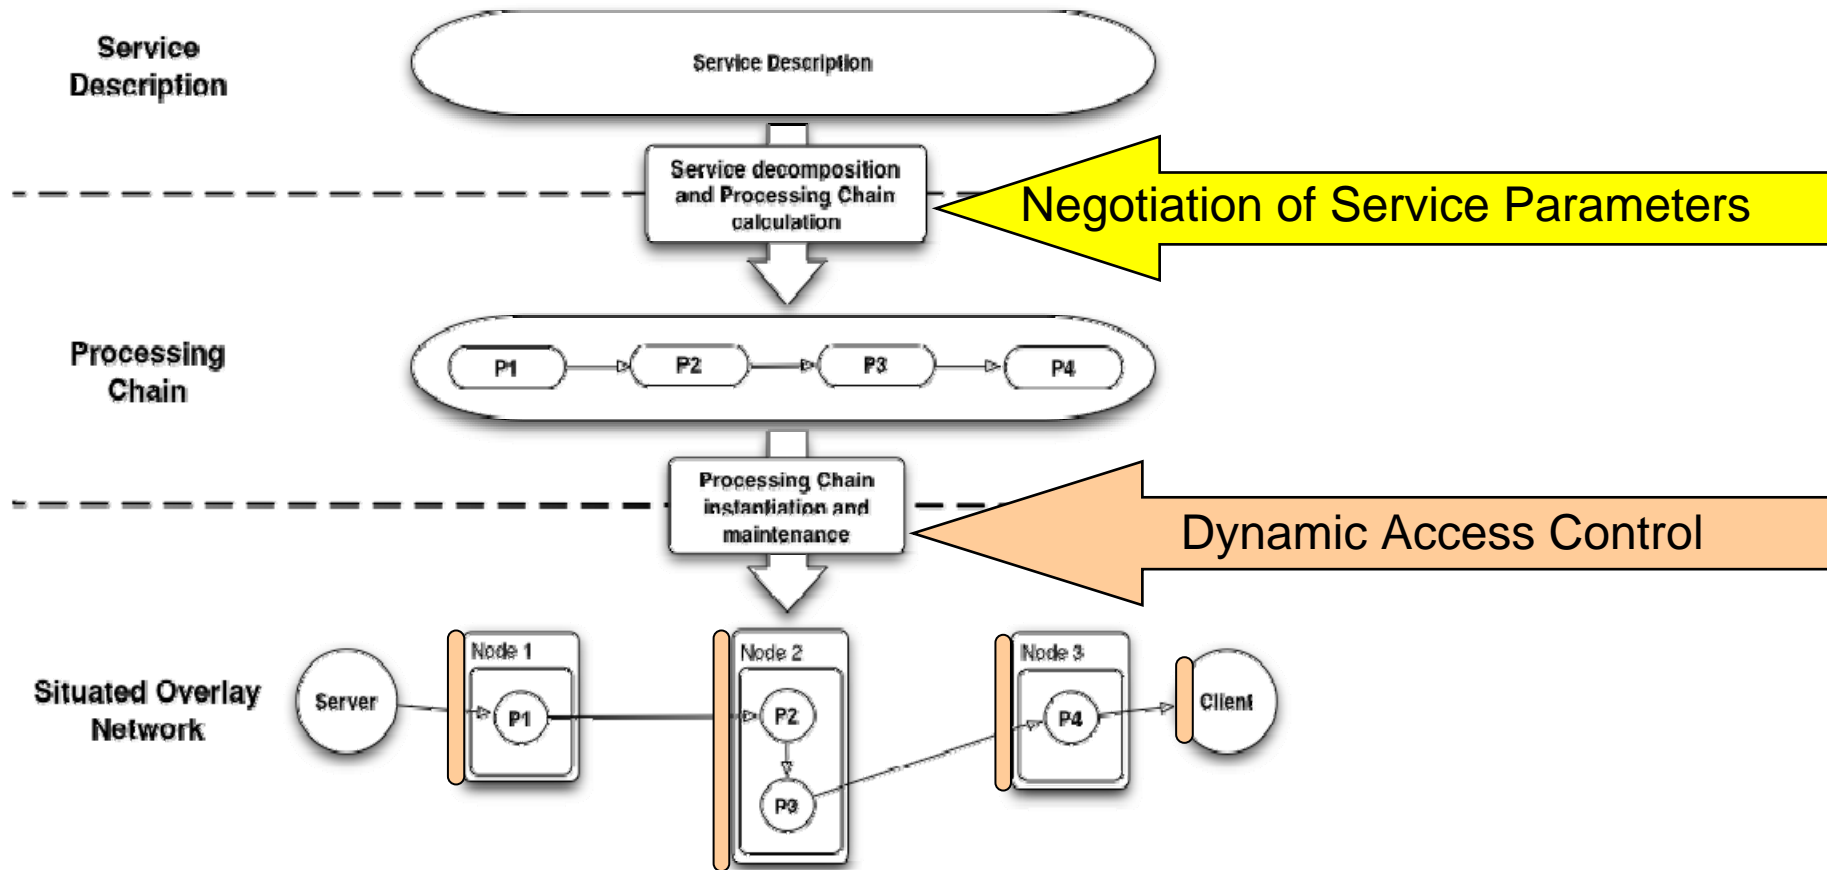 Service
Description
Service Description
Service decomposition
and Processing Chain
calculation
Negotiation of Service Parameters
Processing
Chain
P1
P2
P3
P4
Processing Chain
instantiation and
maintenance
Dynamic Access Control
Situated Overlay
Network
Server
Node 1
P1
Node 2
P2
P3
Node 3
P4
Client